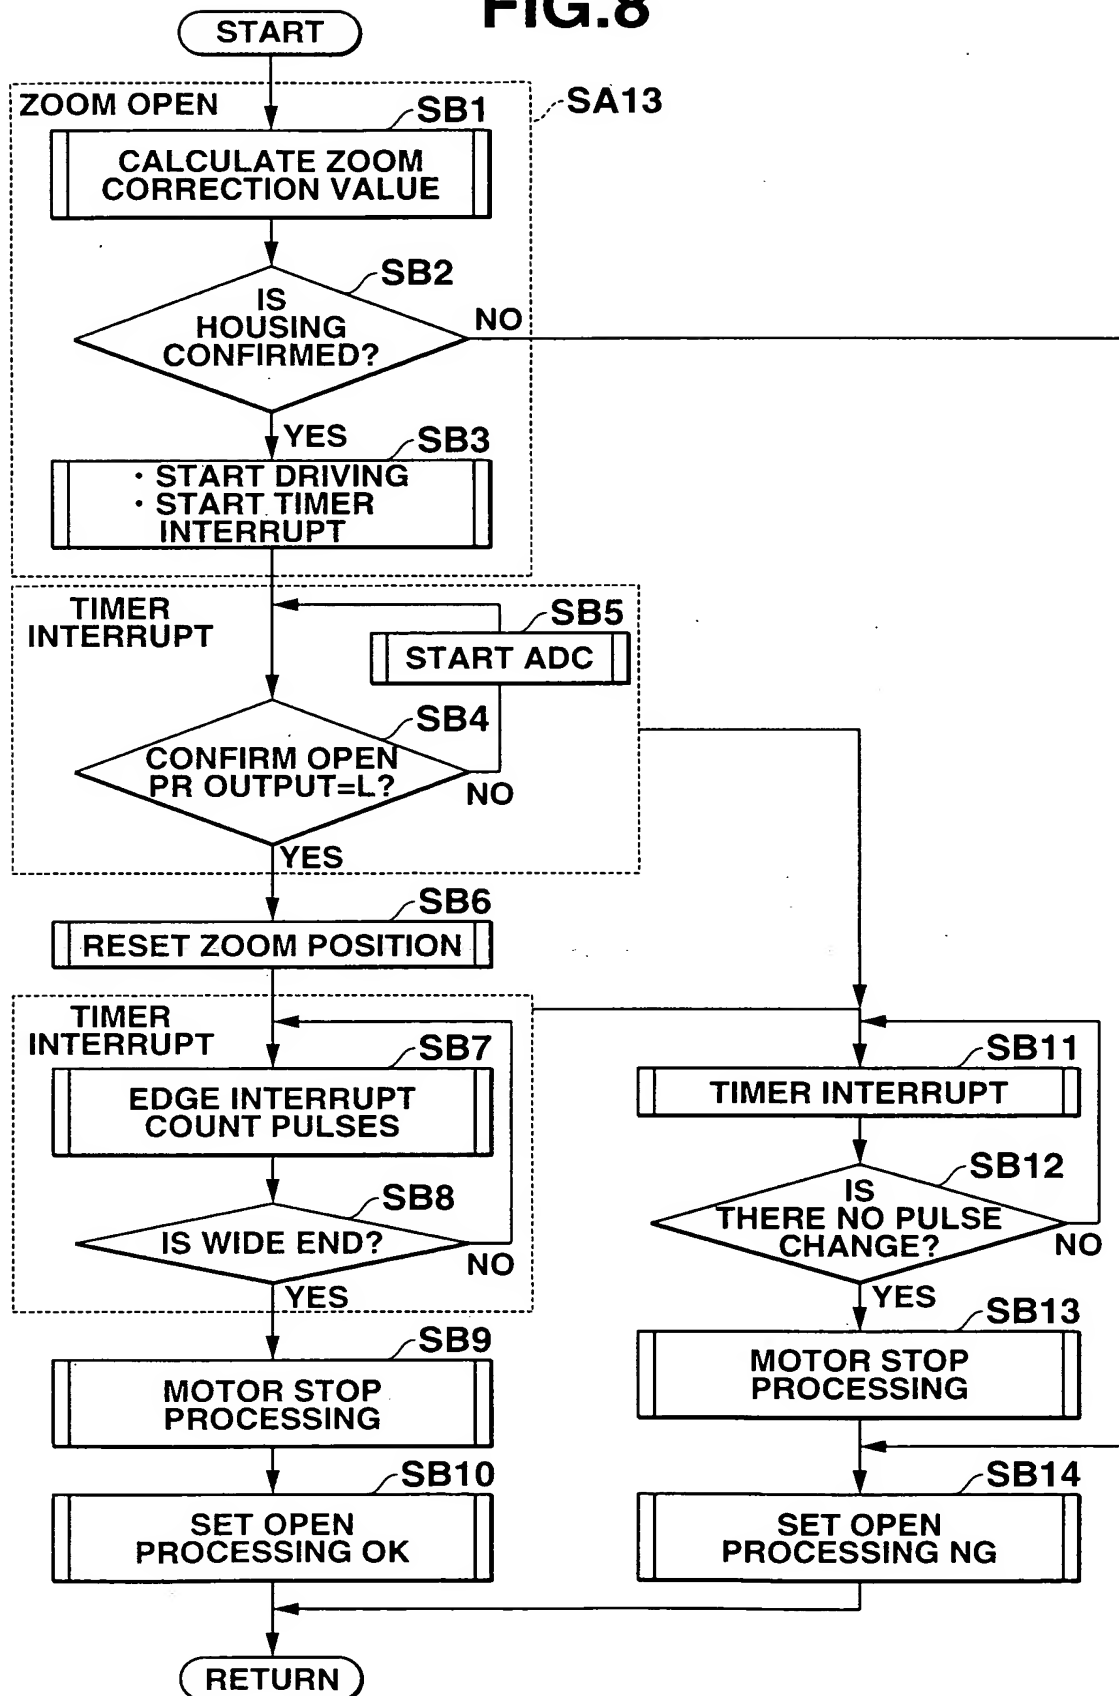 FIG.8
START
ZOOM OPEN
SA13
SB1
CALCULATE ZOOM
CORRECTION VALUE
SB2
IS
HOUSING
CONFIRMED?
NO
YES
SB3
· START DRIVING
· START TIMER
INTERRUPT
TIMER
INTERRUPT
SB5
START ADC
SB4
CONFIRM OPEN
PR OUTPUT=L?
NO
YES
SB6
RESET ZOOM POSITION
TIMER
INTERRUPT
SB7
EDGE INTERRUPT
COUNT PULSES
SB8
IS WIDE END?
NO
YES
SB9
MOTOR STOP
PROCESSING
SB10
SET OPEN
PROCESSING OK
SB11
TIMER INTERRUPT
SB12
IS
THERE NO PULSE
CHANGE?
NO
YES
SB13
MOTOR STOP
PROCESSING
SB14
SET OPEN
PROCESSING NG
RETURN